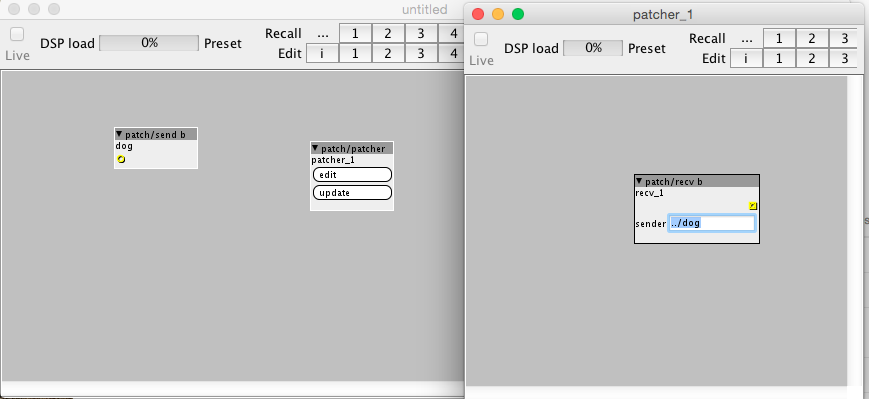 untitled
Live
DSP load 0% Preset
Recall ... 1 2 3 4
Edit i 1 2 3 4
patch/send b
dog
patch/patcher
patcher_1
edit
update
patcher_1
Live
DSP load 0% Preset
Recall ... 1 2 3
Edit i 1 2 3
patch/recv b
recv_1
sender ../dog